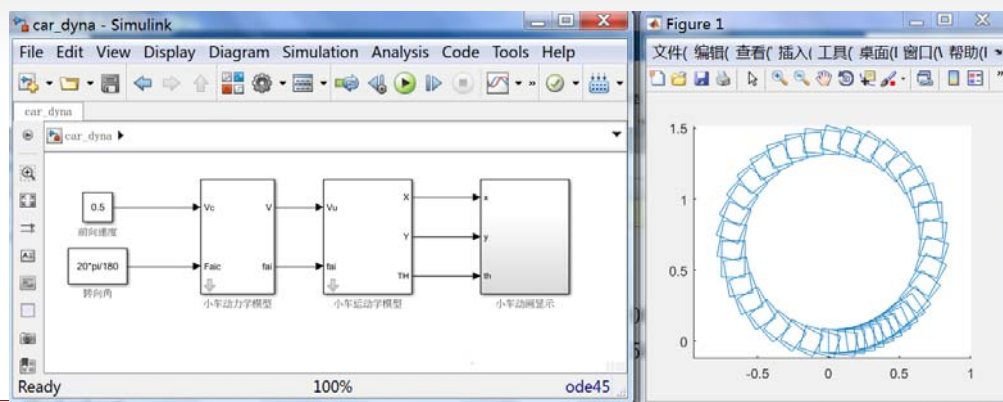 car_dyna - Simulink
File Edit View Display Diagram Simulation Analysis Code Tools Help
car_dyna
car_dyna
0.5
前向速度
20*pi/180
转向角
Vc
V
Faic
fai
小车动力学模型
Vu
X
Y
fai
TH
小车运动学模型
x
y
th
小车动画显示
Ready
100%
ode45
Figure 1
文件( 编辑( 查看( 插入( 工具( 桌面(I 窗口(\ 帮助(I
1.5
1
0.5
0
-0.5
0
0.5
1